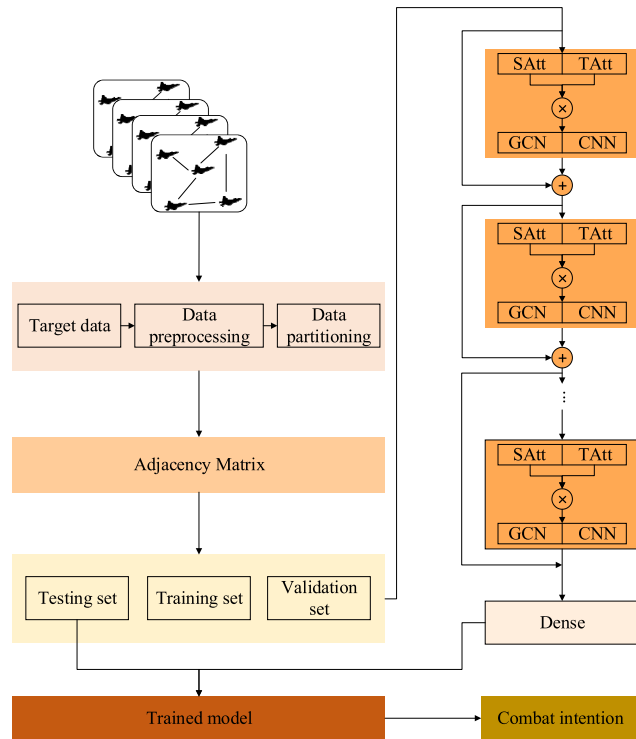 Target data
Data
preprocessing
Data
partitioning
Adjacency Matrix
Testing set
Training set
Validation
set
Trained model
Combat intention
SAtt TAtt
×
GCN CNN
+
SAtt TAtt
×
GCN CNN
+
...
SAtt TAtt
×
GCN CNN
Dense